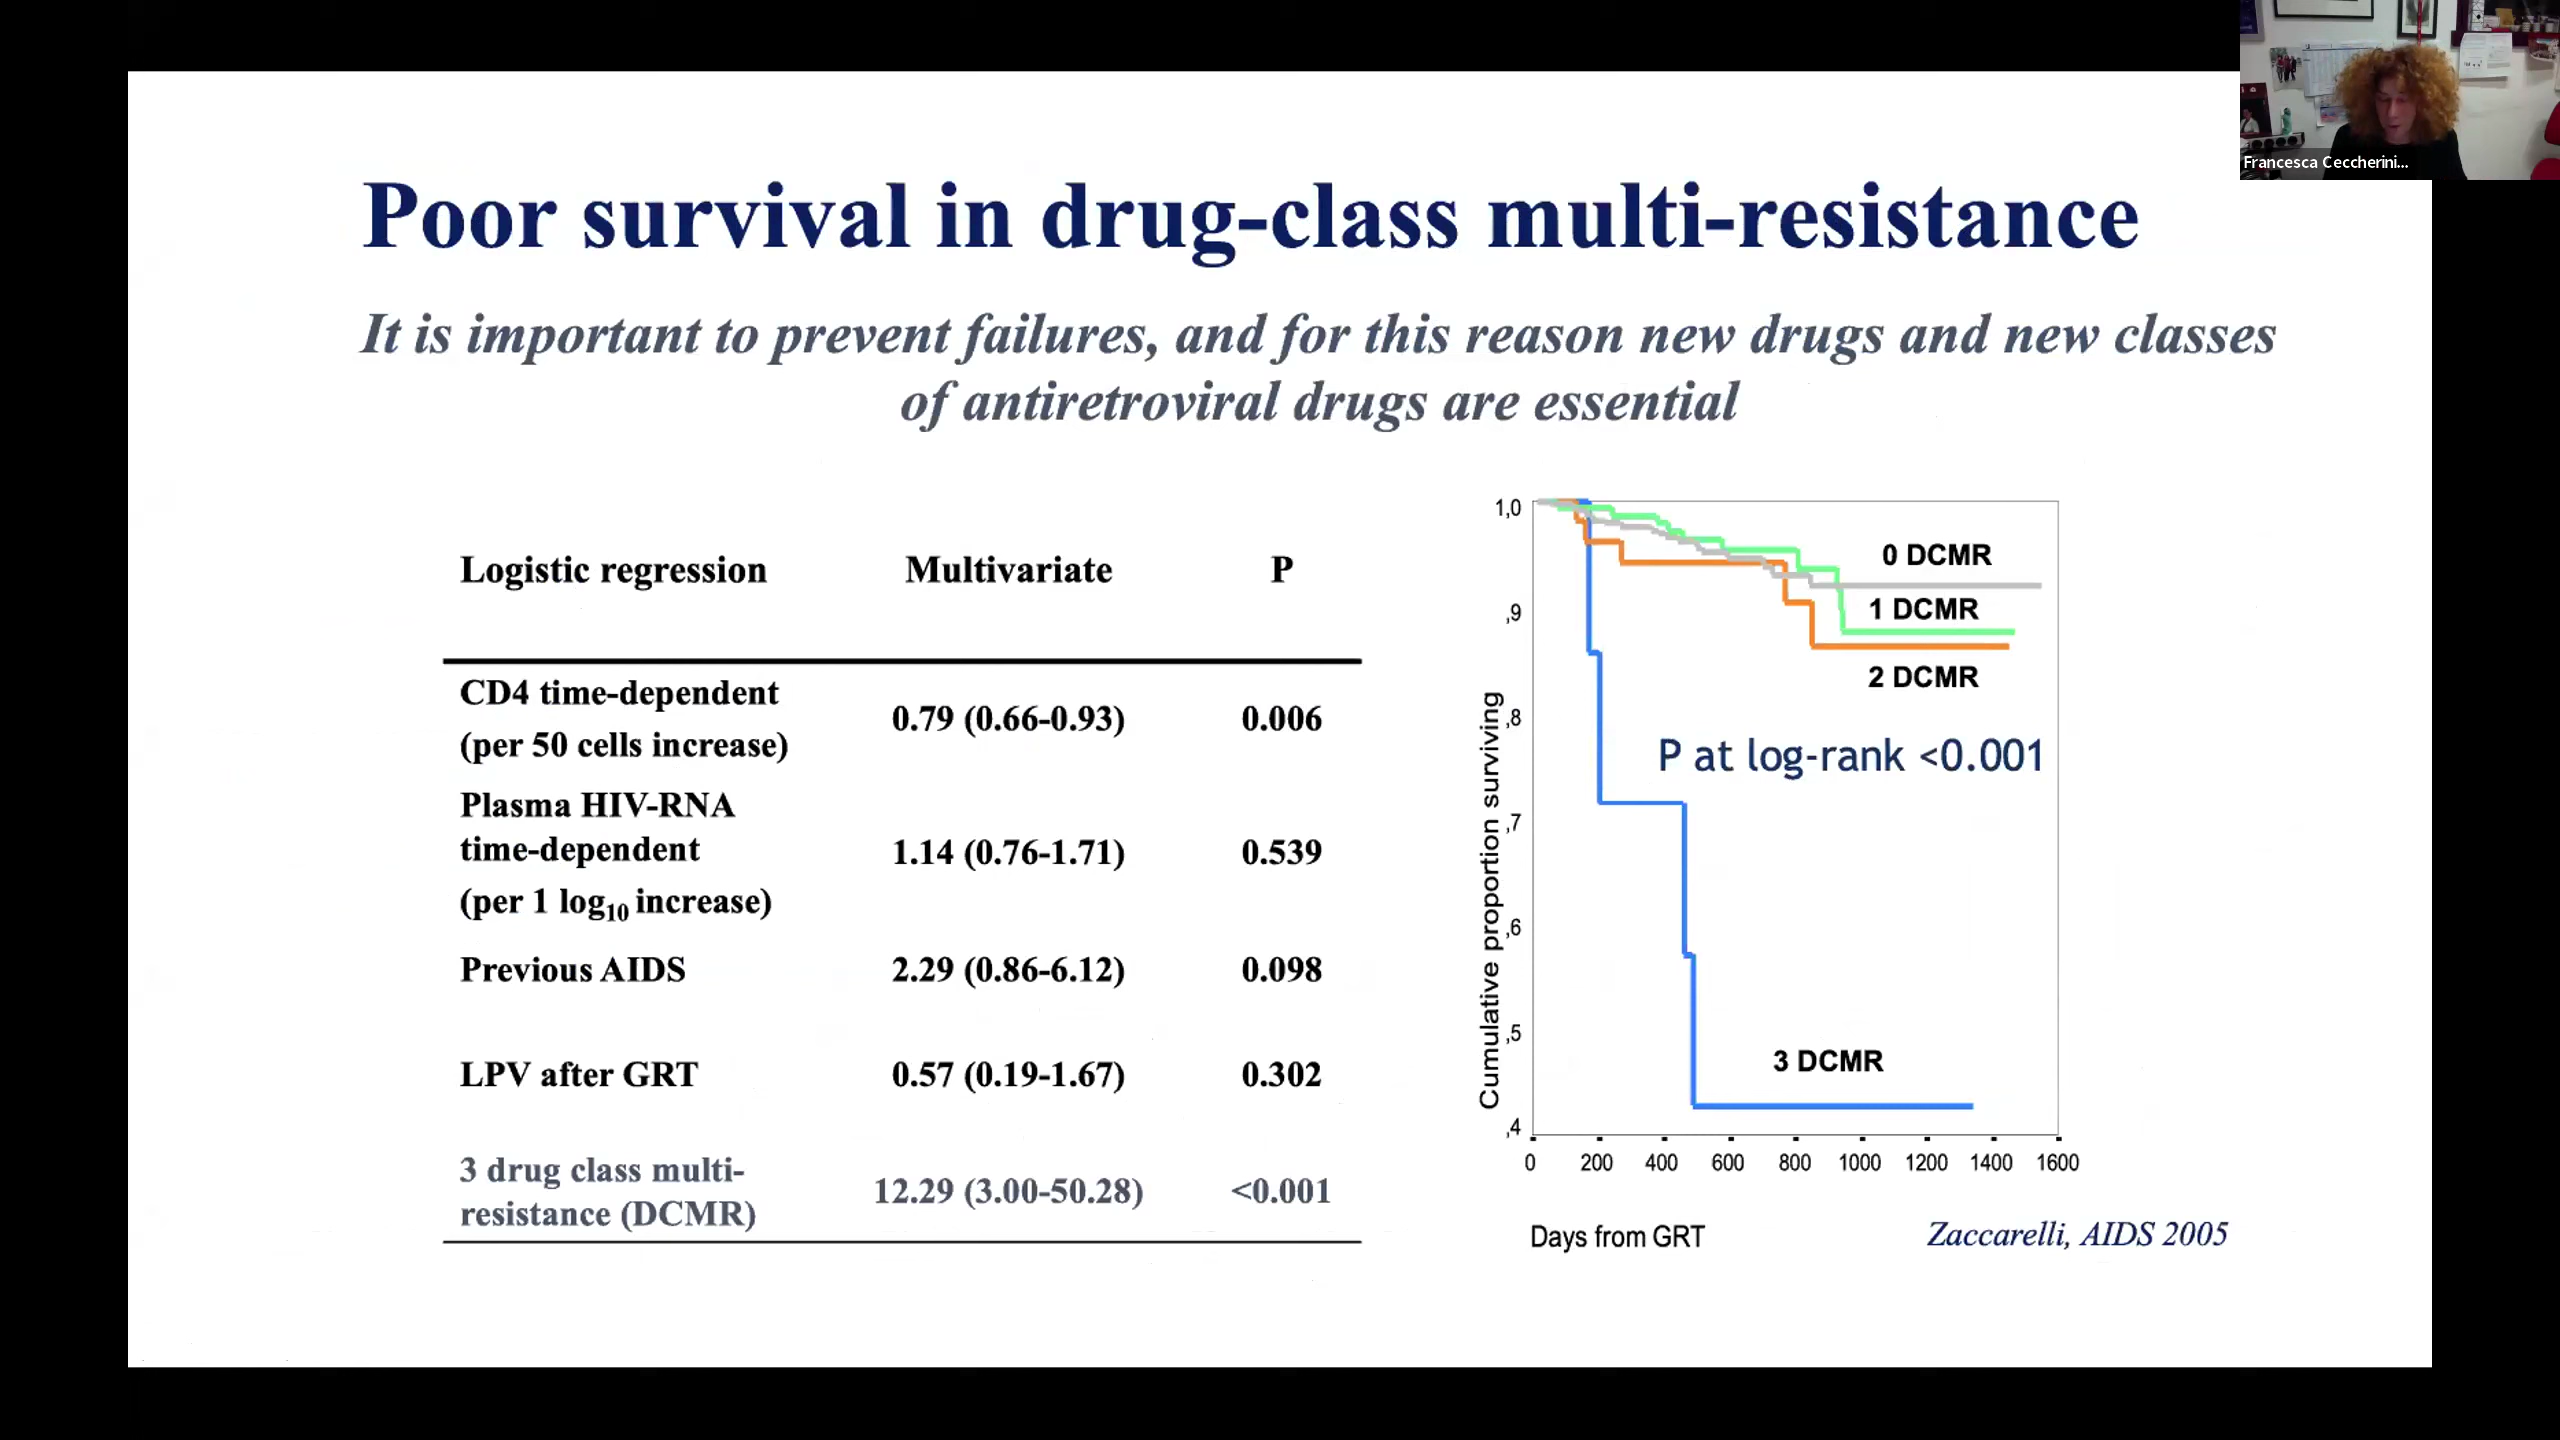 Francesca Ceccherini...
Poor survival in drug-class multi-resistance
It is important to prevent failures, and for this reason new drugs and new classes
of antiretroviral drugs are essential
Logistic regression Multivariate P
CD4 time-dependent
(per 50 cells increase)
0.79 (0.66-0.93) 0.006
Plasma HIV-RNA
time-dependent
(per 1 log10 increase)
1.14 (0.76-1.71) 0.539
Previous AIDS 2.29 (0.86-6.12) 0.098
LPV after GRT 0.57 (0.19-1.67) 0.302
3 drug class multi-
resistance (DCMR)
12.29 (3.00-50.28) <0.001
Cumulative proportion surviving
1,0
,9
,8
,7
,6
,5
,4
0 DCMR
1 DCMR
2 DCMR
P at log-rank <0.001
3 DCMR
0 200 400 600 800 1000 1200 1400 1600
Days from GRT
Zaccarelli, AIDS 2005